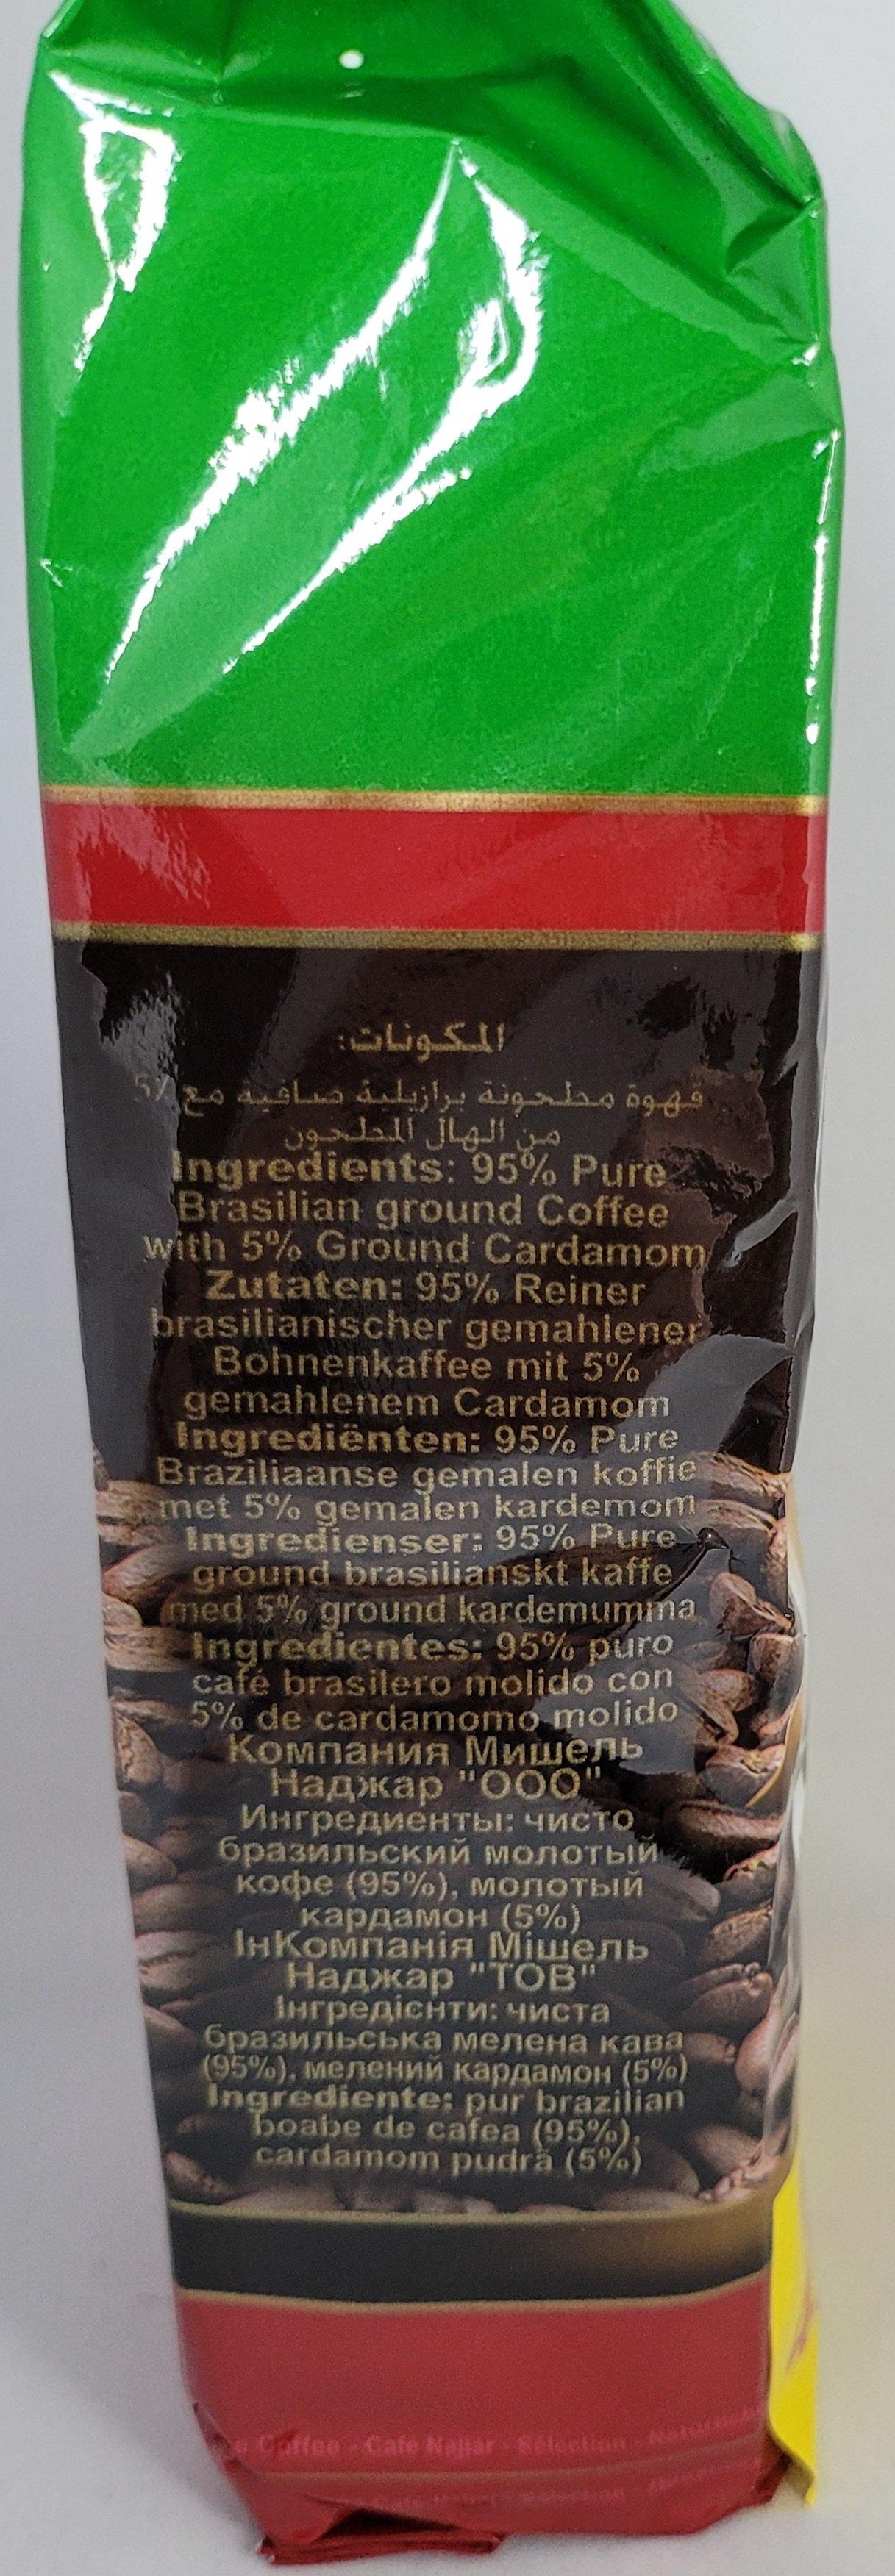 المكونات:
قهوة مطحونة برازيلية صافية مع 5٪
من الهال المطحون
Ingredients: 95% Pure
Brasilian ground Coffee
with 5% Ground Cardamom
Zutaten: 95% Reiner
brasilianischer gemahlener
Bohnenkaffee mit 5%
gemahlenem Cardamom
Ingrediënten: 95% Pure
Braziliaanse gemalen koffie
met 5% gemalen kardemom
Ingredienser: 95% Pure
ground brasilianskt kaffe
med 5% ground kardemumma
Ingredientes: 95% puro
café brasilero molido con
5% de cardamomo molido
Компания Мишель
Наджар "ООО"
Ингредиенты: чисто
бразильский молотый
кофе (95%), молотый
кардамон (5%)
ІнКомпанія Мішель
Наджар "ТОВ"
Інгредієнти: чиста
бразильська мелена кава
(95%), мелений кардамон (5%)
Ingrediente: pur brazilian
boabe de cafea (95%),
cardamom pudră (5%)
Coffee - Café Najjar - Sélection -